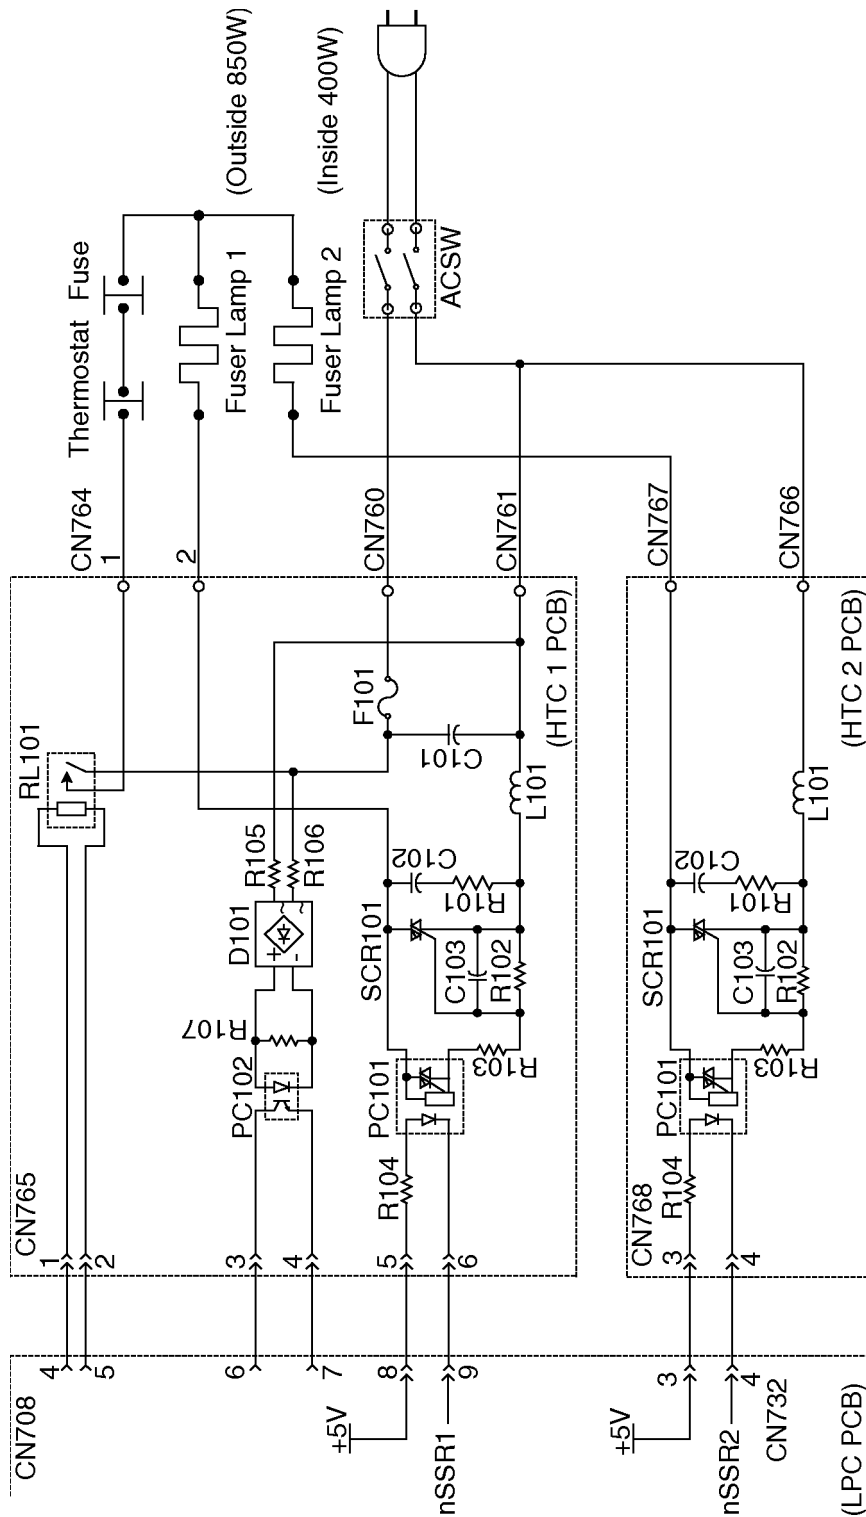 CN708
4
5
6
7
+5V
8
9
nSSR1
+5V
3
4
nSSR2
CN732
(LPC PCB)
CN765
1
2
3
4
5
6
RL101
PC102
R107
D101
+
-
~
~
R105
R106
PC101
R104
R103
SCR101
C103
R102
C102
R101
L101
C101
F101
(HTC 1 PCB)
CN764
1
2
CN760
CN761
Thermostat
Fuse
Fuser Lamp 1
(Outside 850W)
Fuser Lamp 2
(Inside 400W)
ACSW
CN768
3
4
R104
PC101
R103
SCR101
C103
R102
C102
R101
L101
CN767
CN766
(HTC 2 PCB)